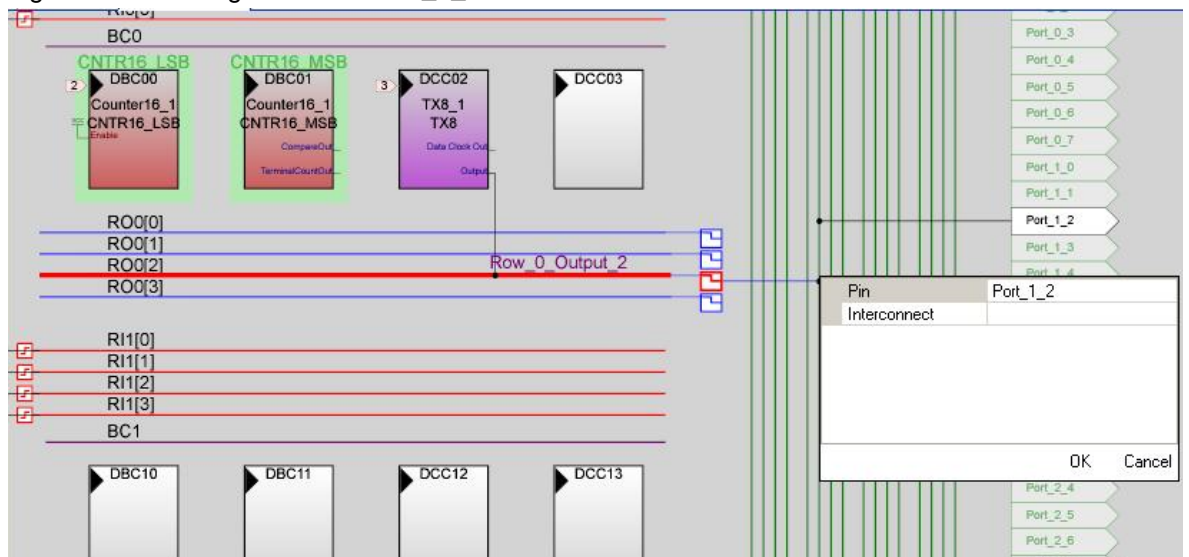 BC0
CNTR16_LSB
CNTR16_MSB
2
DBC00
Counter16_1
CNTR16_LSB
Enable
DBC01
Counter16_1
CNTR16_MSB
CompareOut
TerminalCountOut
3
DCC02
TX8_1
TX8
Data Clock Out
Output
DCC03
RO0[0]
RO0[1]
RO0[2]
Row_0_Output_2
RO0[3]
RI1[0]
RI1[1]
RI1[2]
RI1[3]
BC1
DBC10
DBC11
DCC12
DCC13
Port_0_3
Port_0_4
Port_0_5
Port_0_6
Port_0_7
Port_1_0
Port_1_1
Port_1_2
Port_1_3
Port_1_4
Pin Port_1_2
Interconnect
OK Cancel
Port_2_4
Port_2_5
Port_2_6